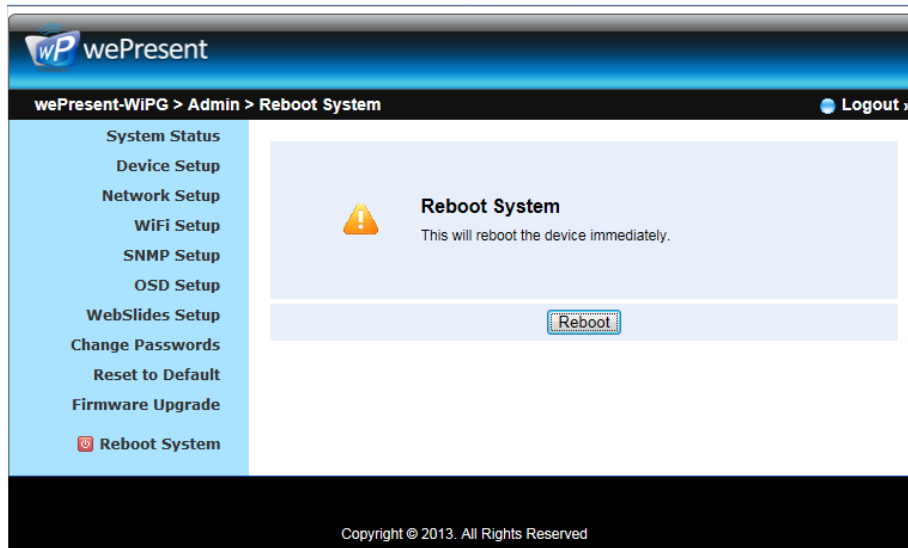 wP wePresent
wePresent-WiPG > Admin > Reboot System
Logout »
System Status
Device Setup
Network Setup
WiFi Setup
SNMP Setup
OSD Setup
WebSlides Setup
Change Passwords
Reset to Default
Firmware Upgrade
Reboot System
Reboot System
This will reboot the device immediately.
Reboot
Copyright © 2013. All Rights Reserved